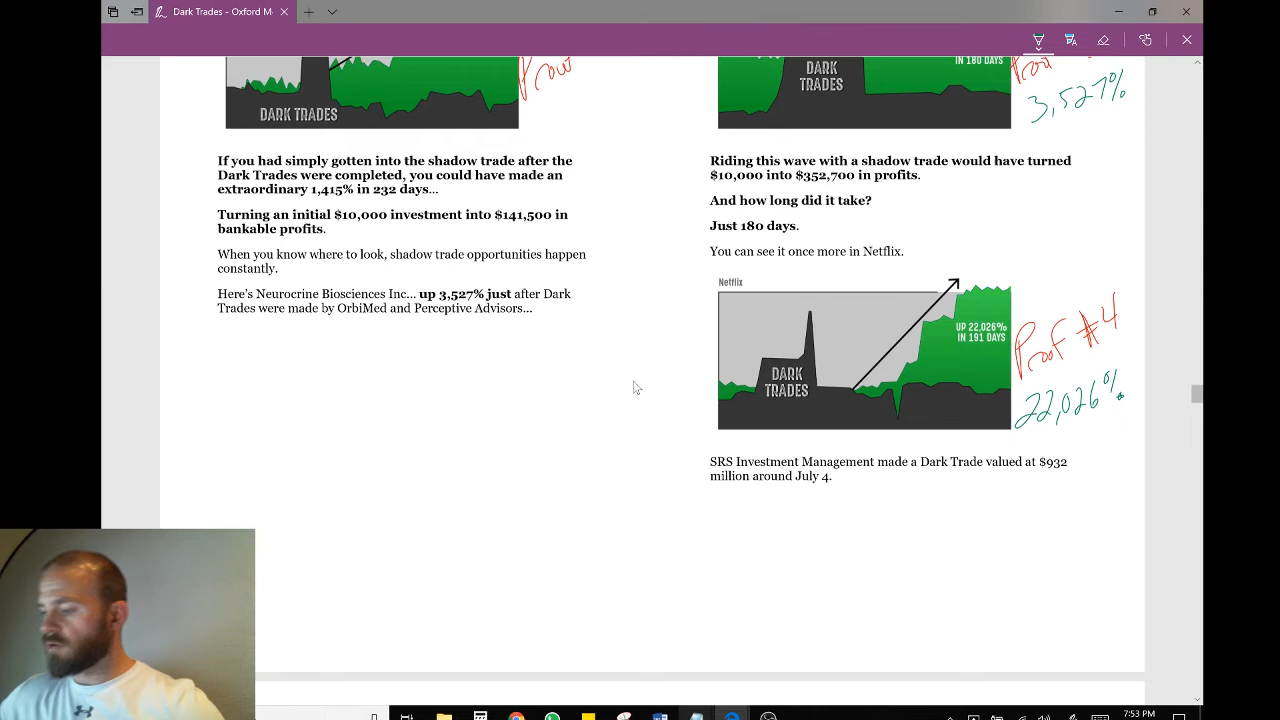 Dark Trades - Oxford M
DARK TRADES
If you had simply gotten into the shadow trade after the
Dark Trades were completed, you could have made an
extraordinary 1,415% in 232 days…
Turning an initial $10,000 investment into $141,500 in
bankable profits.
When you know where to look, shadow trade opportunities happen
constantly.
Here's Neurocrine Biosciences Inc… up 3,527% just after Dark
Trades were made by OrbiMed and Perceptive Advisors…
IN 180 DAYS
DARK
TRADES
3,527%
Riding this wave with a shadow trade would have turned
$10,000 into $352,700 in profits.
And how long did it take?
Just 180 days.
You can see it once more in Netflix.
Netflix
UP 22,026%
IN 191 DAYS
DARK
TRADES
Proof #4
22,026%
SRS Investment Management made a Dark Trade valued at $932
million around July 4.
7:53 PM